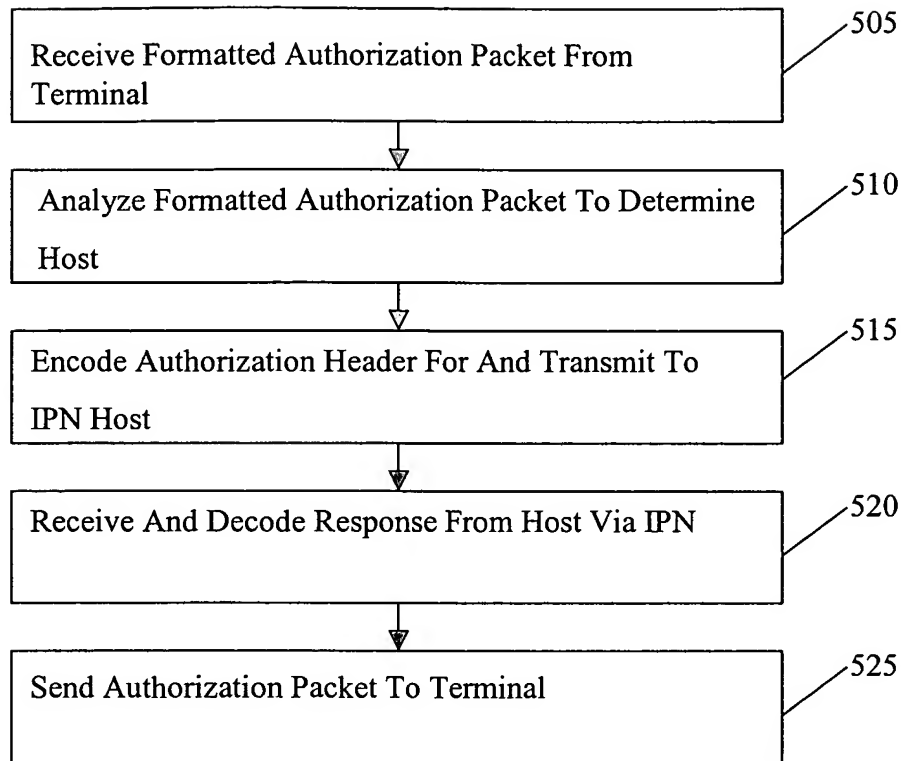 505
Receive Formatted Authorization Packet From
Terminal
510
Analyze Formatted Authorization Packet To Determine
Host
515
Encode Authorization Header For And Transmit To
IPN Host
520
Receive And Decode Response From Host Via IPN
525
Send Authorization Packet To Terminal